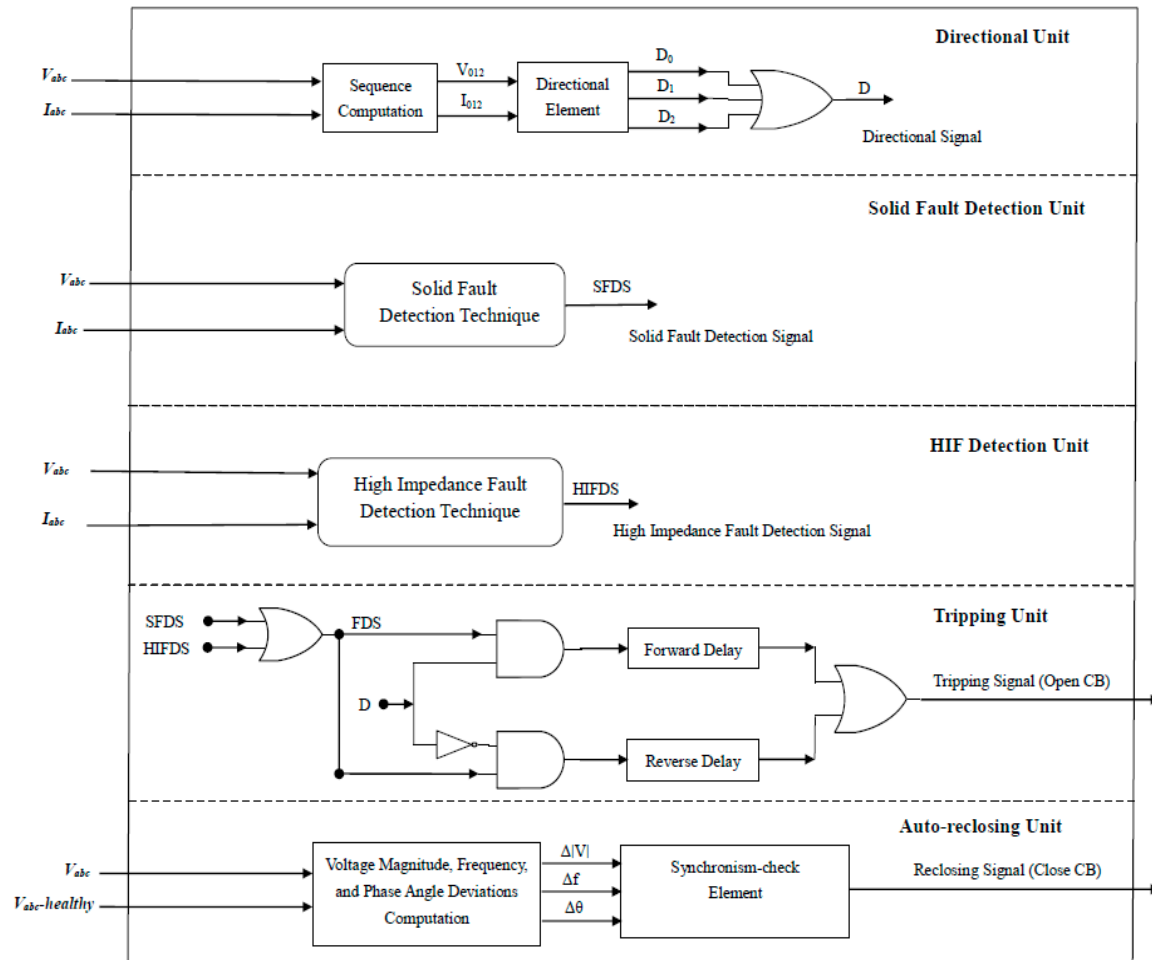 Directional Unit
Vabc
Iabc
Sequence
Computation
V012
I012
Directional
Element
D0
D1
D2
D
Directional Signal
Solid Fault Detection Unit
Vabc
Iabc
Solid Fault
Detection Technique
SFDS
Solid Fault Detection Signal
HIF Detection Unit
Vabc
Iabc
High Impedance Fault
Detection Technique
HIFDS
High Impedance Fault Detection Signal
Tripping Unit
SFDS
HIFDS
FDS
D
Forward Delay
Reverse Delay
Tripping Signal (Open CB)
Auto-reclosing Unit
Vabc
Vabc-healthy
Voltage Magnitude, Frequency,
and Phase Angle Deviations
Computation
Δ|V|
Δf
Δθ
Synchronism-check
Element
Reclosing Signal (Close CB)